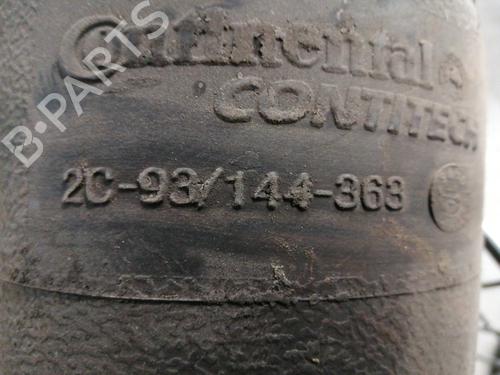 Continental
CONTITECH
2C-93/144-363
B-PARTS